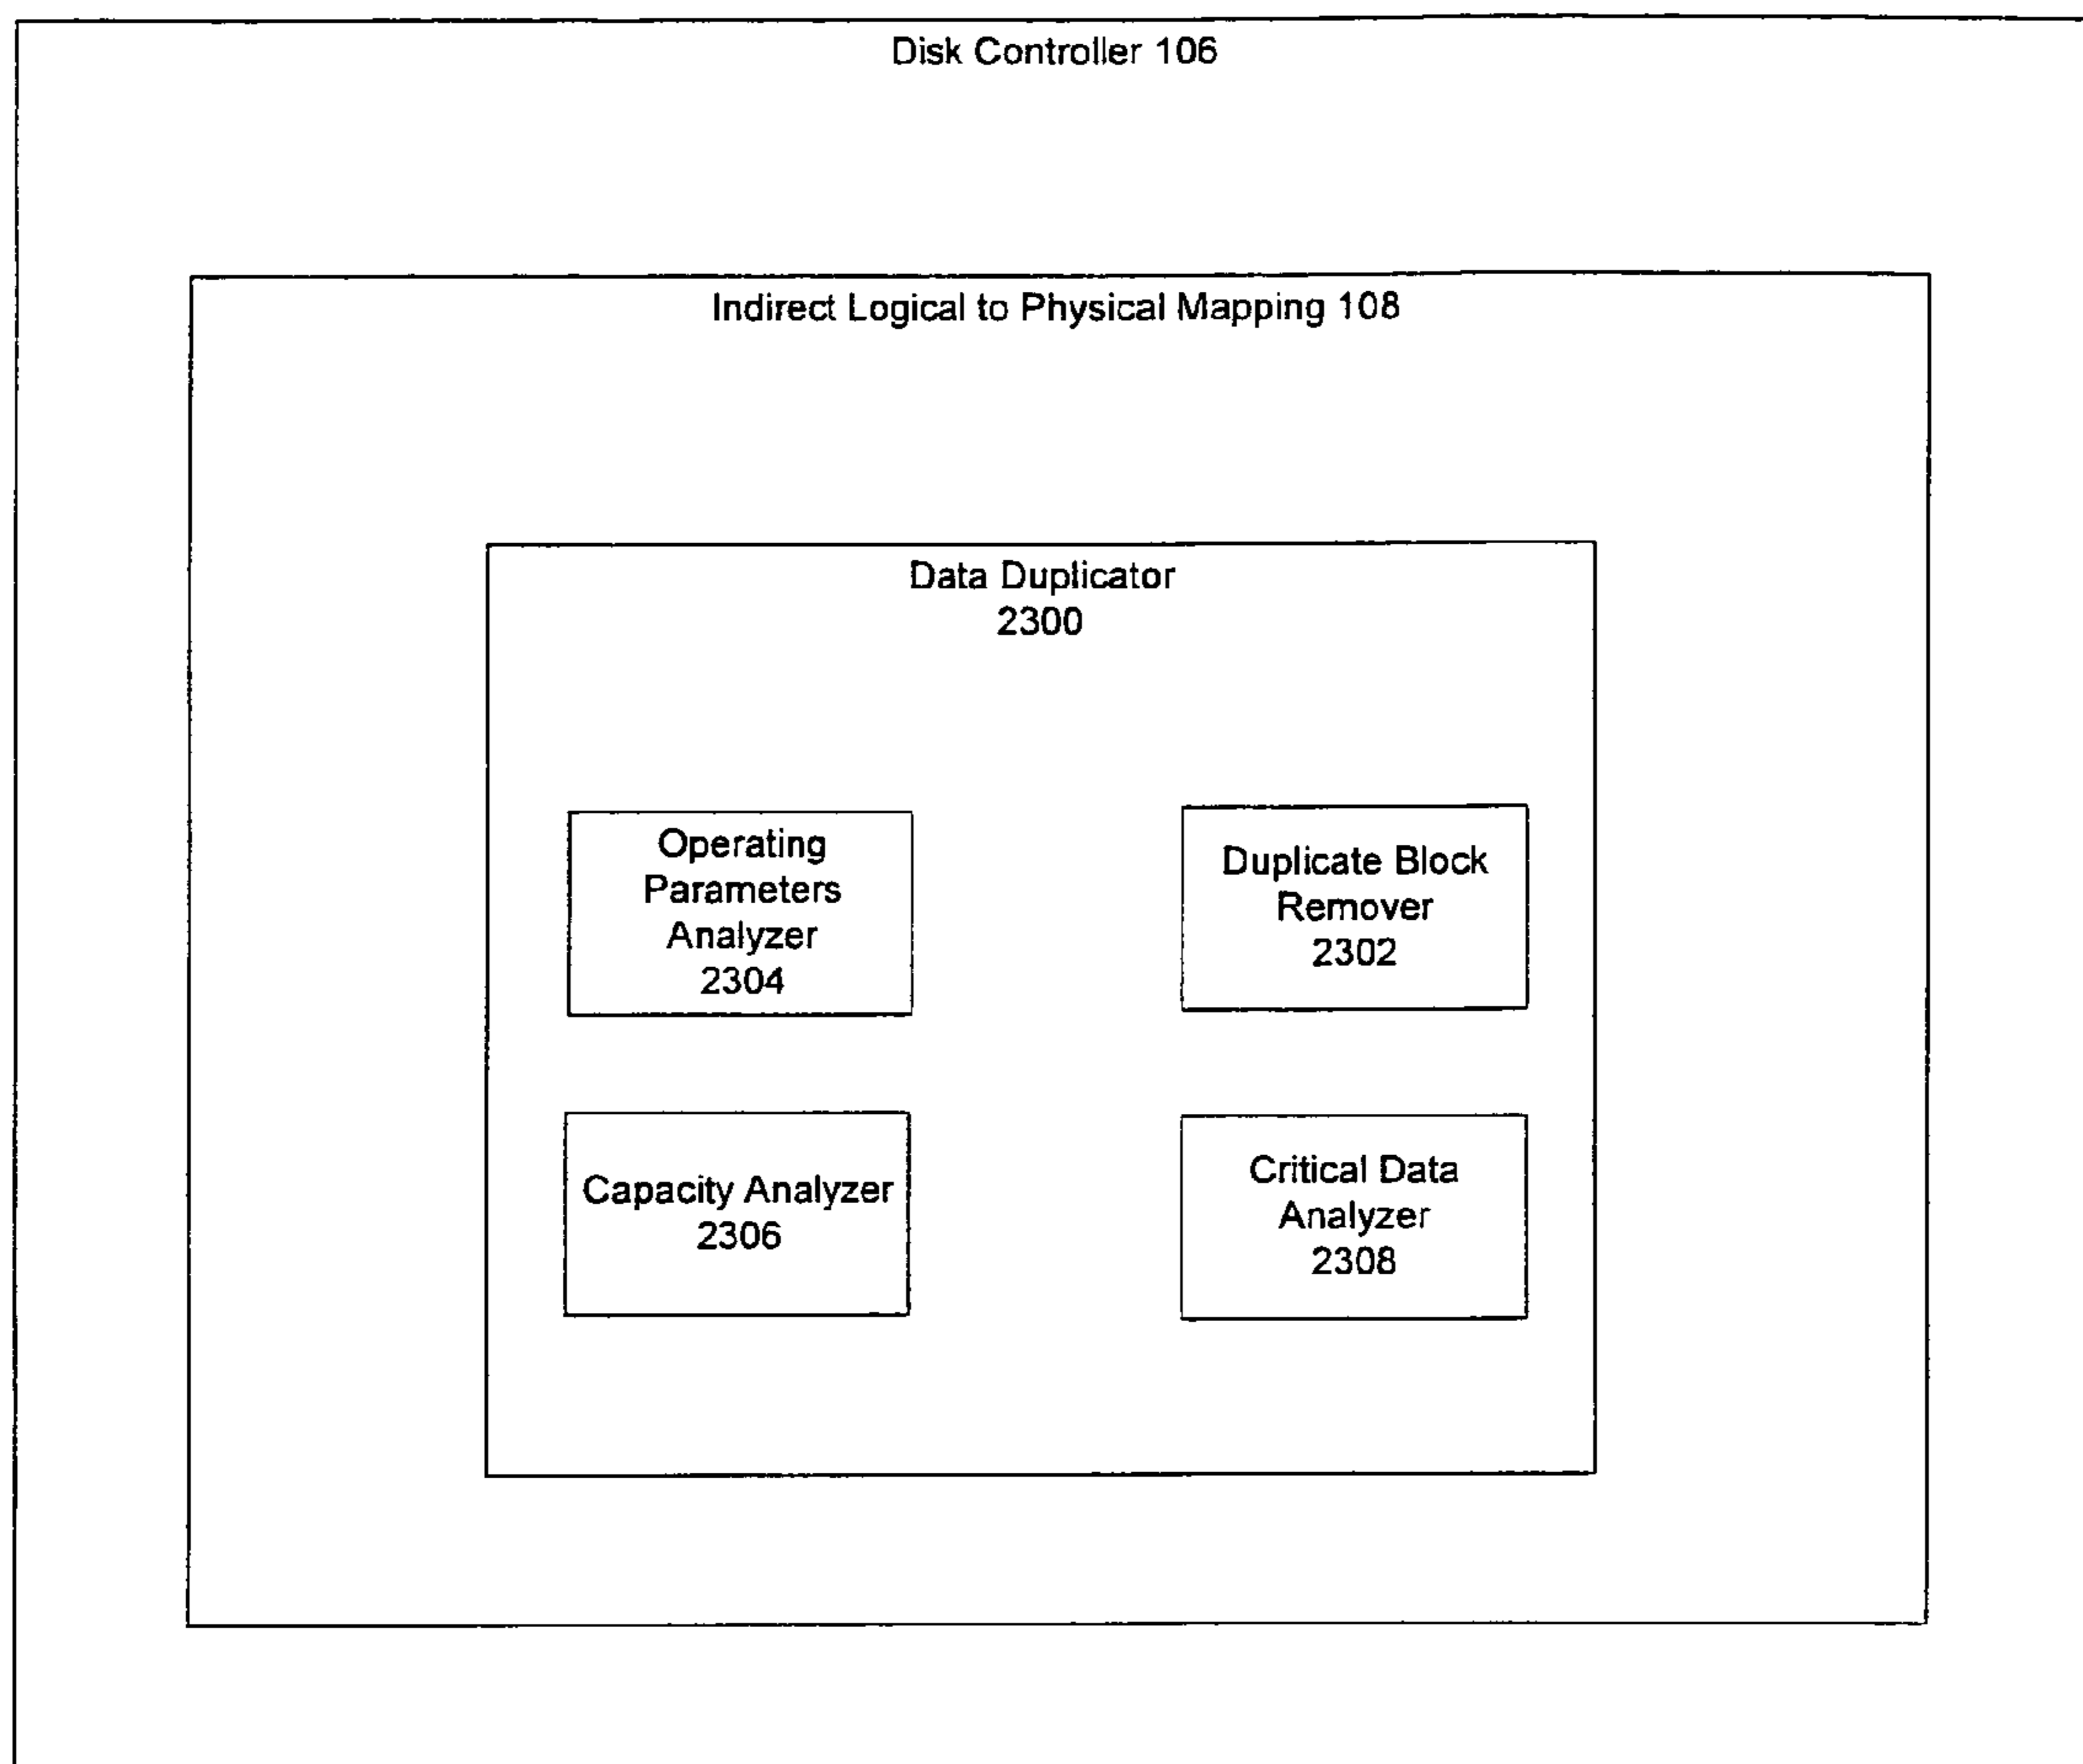 Disk Controller 106
Indirect Logical to Physical Mapping 108
Data Duplicator
2300
Operating
Parameters
Analyzer
2304
Duplicate Block
Remover
2302
Capacity Analyzer
2306
Critical Data
Analyzer
2308